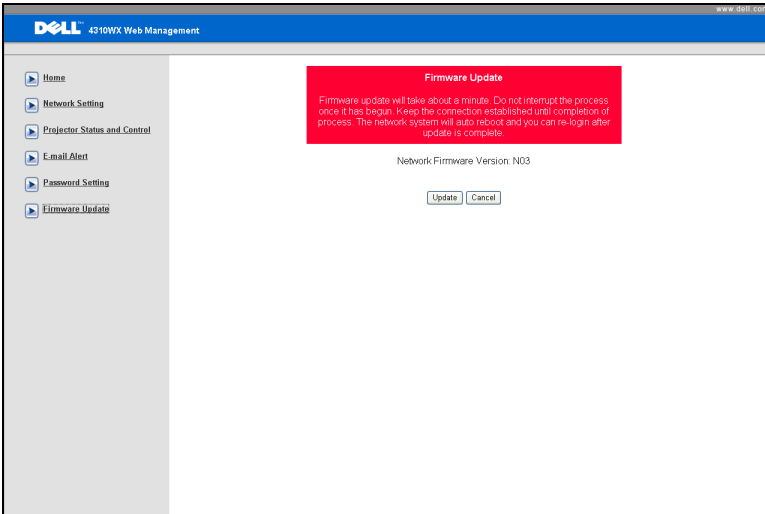 www.dell.com
DELL™ 4310WX Web Management
Home
Network Setting
Projector Status and Control
E-mail Alert
Password Setting
Firmware Update
Firmware Update
Firmware update will take about a minute. Do not interrupt the process
once it has begun. Keep the connection established until completion of
process. The network system will auto reboot and you can re-login after
update is complete.
Network Firmware Version: N03
Update Cancel